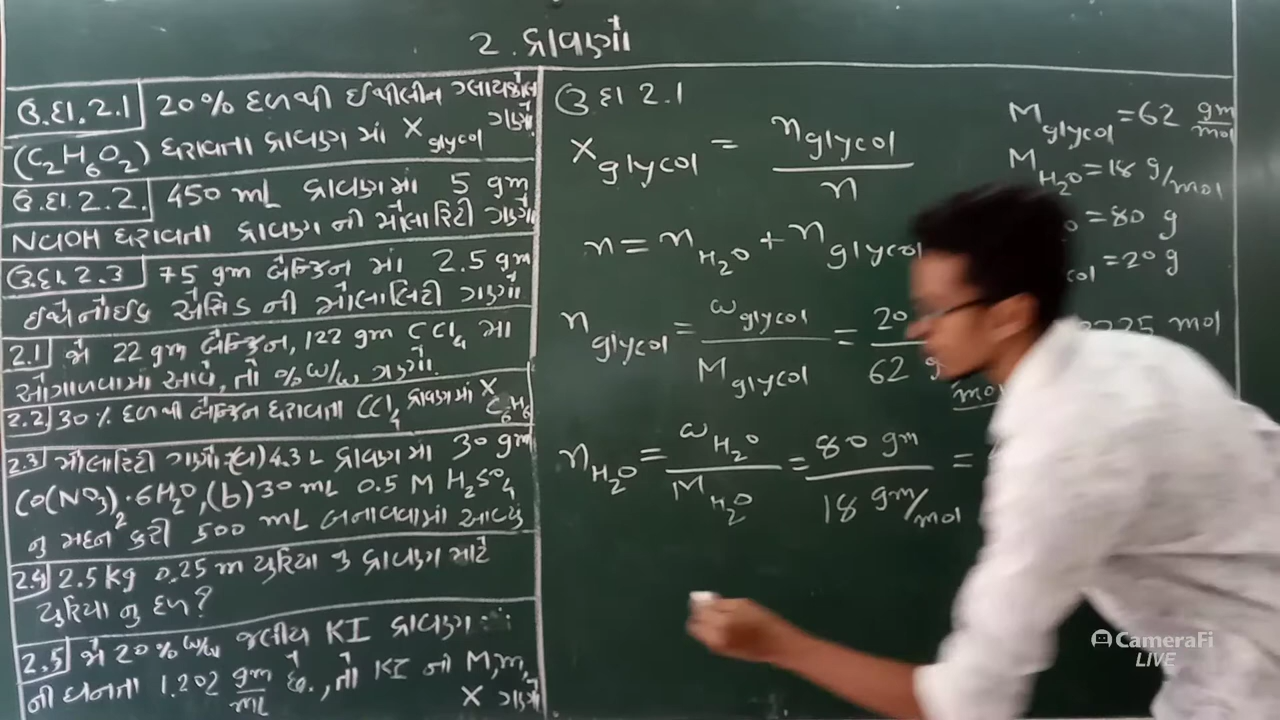 2. દ્રાવણો
ઉ.દા.2.1 20% દળથી ઈથીલીન ગ્લાયકોલ
(C₂H₆O₂) ધરાવતા દ્રાવણ માં X glycol ગણો
ઉ.દા.2.2. 450 mL દ્રાવણમાં 5 gm
NaOH ધરાવતા દ્રાવણ ની મોલારિટી ગણો
ઉ.દા.2.3 75 gm બેન્ઝિન માં 2.5 gm
ઈથેનોઈક એસિડ ની મોલાલિટી ગણો
2.1 જો 22 gm બેન્ઝિન, 122 gm CCl₄ મા
ઓગાળવામાં આવે, તો % w/w ગણો.
2.2 30% દળથી બેન્ઝિન ધરાવતા CCl₄ દ્રાવણમાં X C₆H₆
2.3 મોલારિટી ગણો (a) 4.3 L દ્રાવણમાં 30 gm
CO(NO₃)₂·6H₂O, (b) 30 mL 0.5 M H₂SO₄
નુ મંદન કરી 500 mL બનાવવામાં આવ્યુ
2.4 2.5 kg 0.25 m યુરિયા નુ દ્રાવણ માટે
યુરિયા નુ દળ?
2.5 જો 20% w/w જલીય KI દ્રાવણ
ની ઘનતા 1.202 gm/mL છે, તો KI ની M, m,
X ગણો
ઉ દા 2.1
X glycol = n glycol / n
n = n H₂O + n glycol
n glycol = w glycol / M glycol = 20 / 62 g mol
n H₂O = w H₂O / M H₂O = 80 gm / 18 gm/mol =
M glycol = 62 gm/mol
M H₂O = 18 g/mol
= 80 g
= 20 g
mol
CameraFi
LIVE